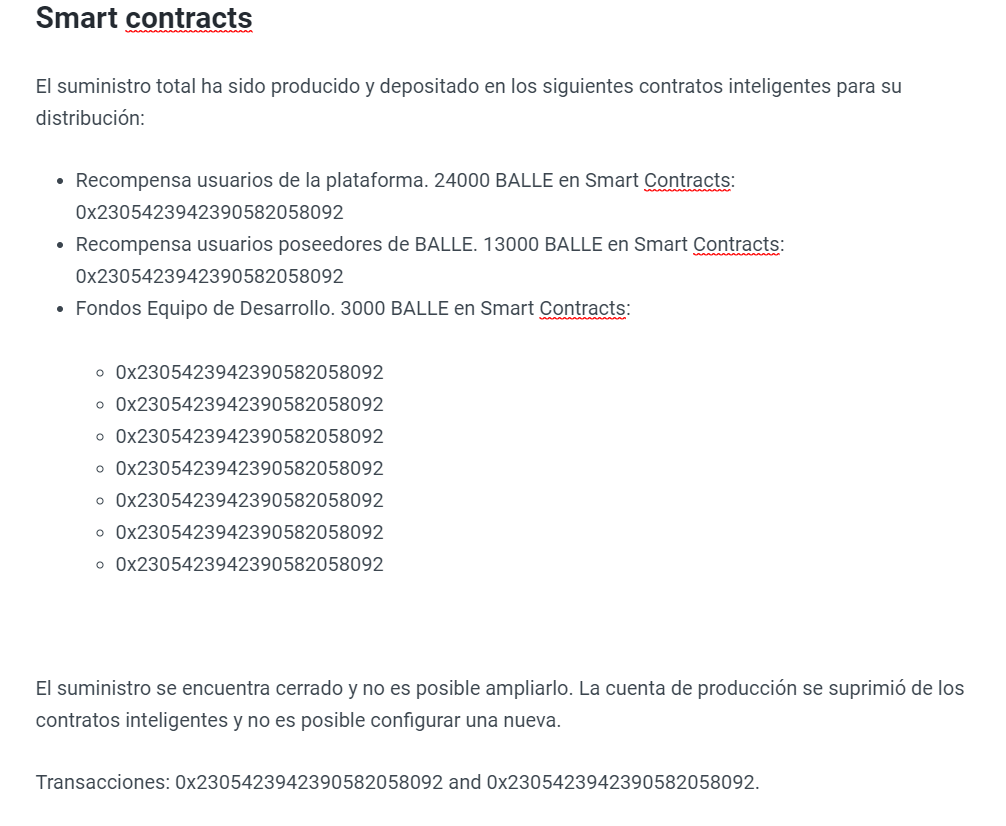 Smart contracts
El suministro total ha sido producido y depositado en los siguientes contratos inteligentes para su
distribución:
Recompensa usuarios de la plataforma. 24000 BALLE en Smart Contracts:
0x2305423942390582058092
Recompensa usuarios poseedores de BALLE. 13000 BALLE en Smart Contracts:
0x2305423942390582058092
Fondos Equipo de Desarrollo. 3000 BALLE en Smart Contracts:
0x2305423942390582058092
0x2305423942390582058092
0x2305423942390582058092
0x2305423942390582058092
0x2305423942390582058092
0x2305423942390582058092
0x2305423942390582058092
El suministro se encuentra cerrado y no es posible ampliarlo. La cuenta de producción se suprimió de los
contratos inteligentes y no es posible configurar una nueva.
Transacciones: 0x2305423942390582058092 and 0x2305423942390582058092.